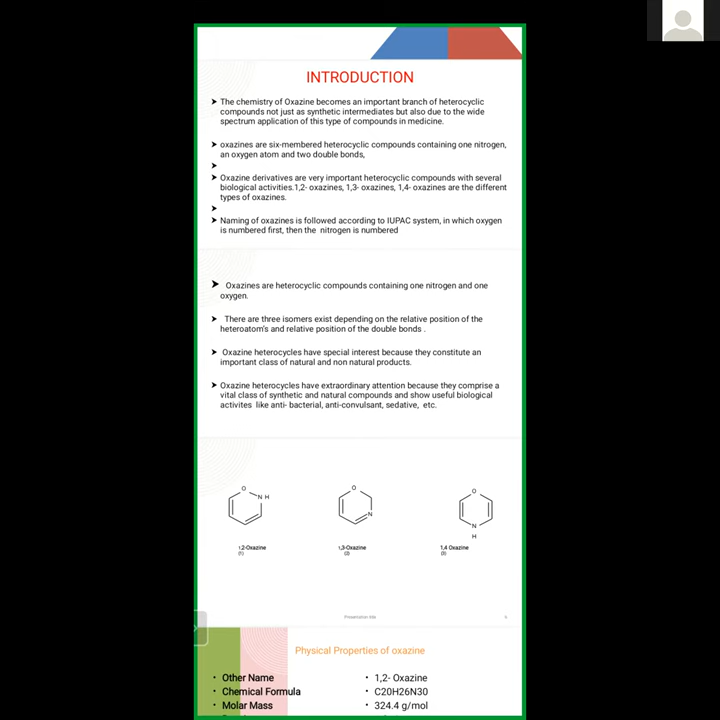 INTRODUCTION
The chemistry of Oxazine becomes an important branch of heterocyclic
compounds not just as synthetic intermediates but also due to the wide
spectrum application of this type of compounds in medicine.
oxazines are six-membered heterocyclic compounds containing one nitrogen,
an oxygen atom and two double bonds,
Oxazine derivatives are very important heterocyclic compounds with several
biological activities.1,2- oxazines, 1,3- oxazines, 1,4- oxazines are the different
types of oxazines.
Naming of oxazines is followed according to IUPAC system, in which oxygen
is numbered first, then the nitrogen is numbered
Oxazines are heterocyclic compounds containing one nitrogen and one
oxygen.
There are three isomers exist depending on the relative position of the
heteroatom's and relative position of the double bonds .
Oxazine heterocycles have special interest because they constitute an
important class of natural and non natural products.
Oxazine heterocycles have extraordinary attention because they comprise a
vital class of synthetic and natural compounds and show useful biological
activites like anti- bacterial, anti-convulsant, sedative, etc.
O O O
N H N N
H
1,2-Oxazine 1,3-Oxazine 1,4 Oxazine
(1) (2) (3)
Presentation title
Physical Properties of oxazine
• Other Name • 1,2- Oxazine
• Chemical Formula • C20H26N30
• Molar Mass • 324.4 g/mol